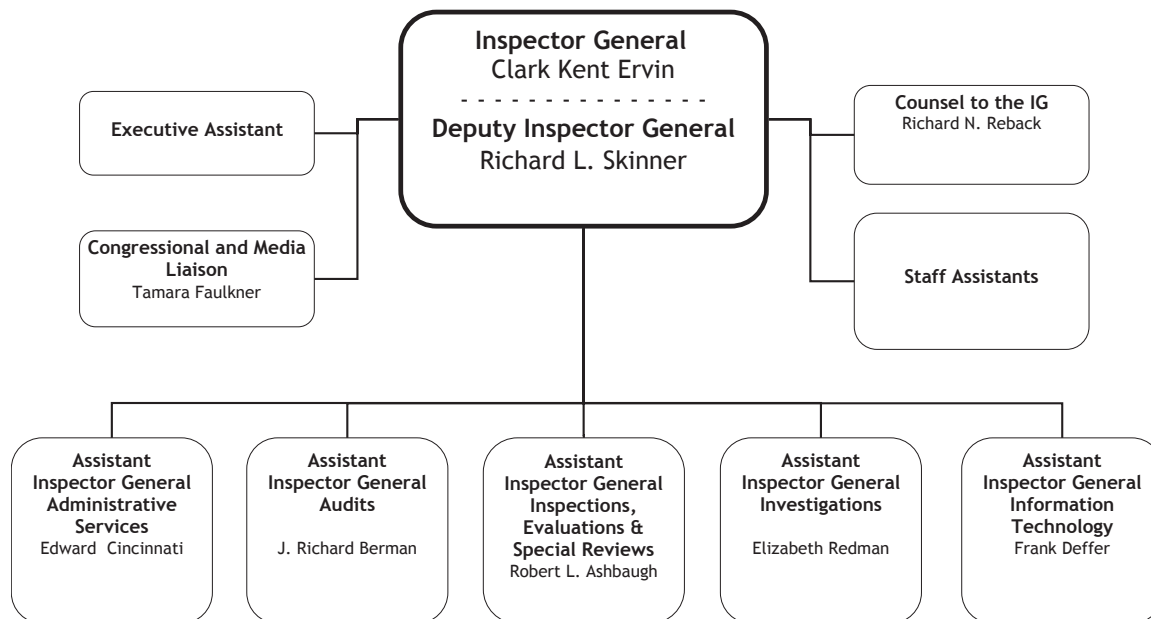 Inspector General
Clark Kent Ervin
Deputy Inspector General
Richard L. Skinner
Executive Assistant
Counsel to the IG
Richard N. Reback
Congressional and Media
Liaison
Tamara Faulkner
Staff Assistants
Assistant
Inspector General
Administrative
Services
Edward Cincinnati
Assistant
Inspector General
Audits
J. Richard Berman
Assistant
Inspector General
Inspections,
Evaluations &
Special Reviews
Robert L. Ashbaugh
Assistant
Inspector General
Investigations
Elizabeth Redman
Assistant
Inspector General
Information
Technology
Frank Deffer